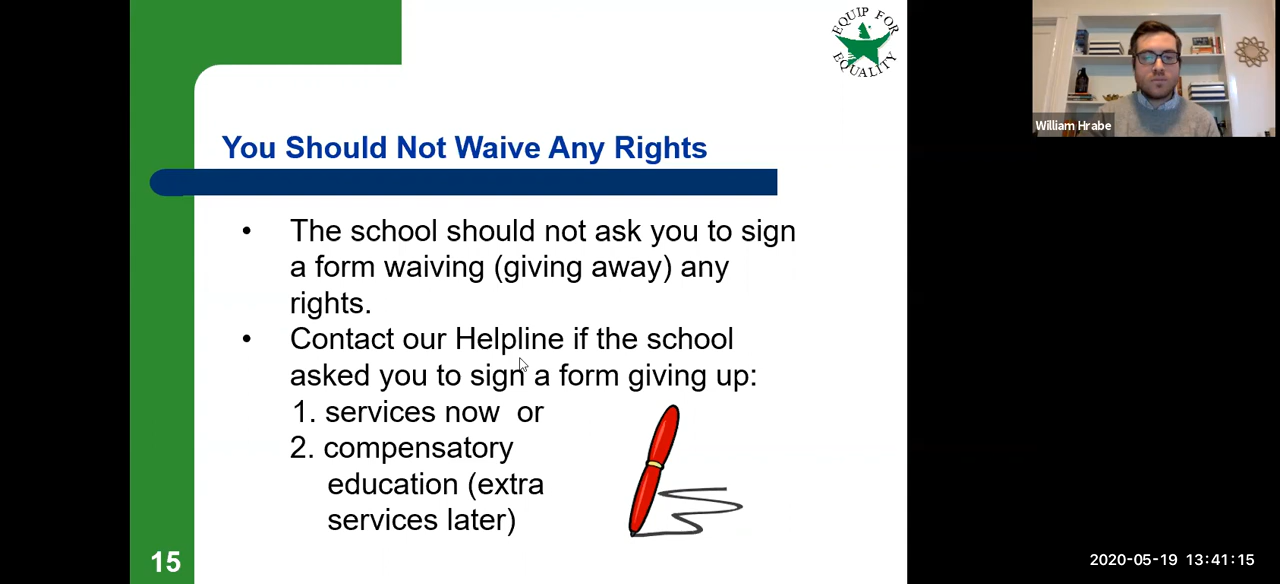 EQUIP FOR
EQUALITY
William Hrabe
You Should Not Waive Any Rights
• The school should not ask you to sign
a form waiving (giving away) any
rights.
• Contact our Helpline if the school
asked you to sign a form giving up:
1. services now or
2. compensatory
education (extra
services later)
15
2020-05-19 13:41:15